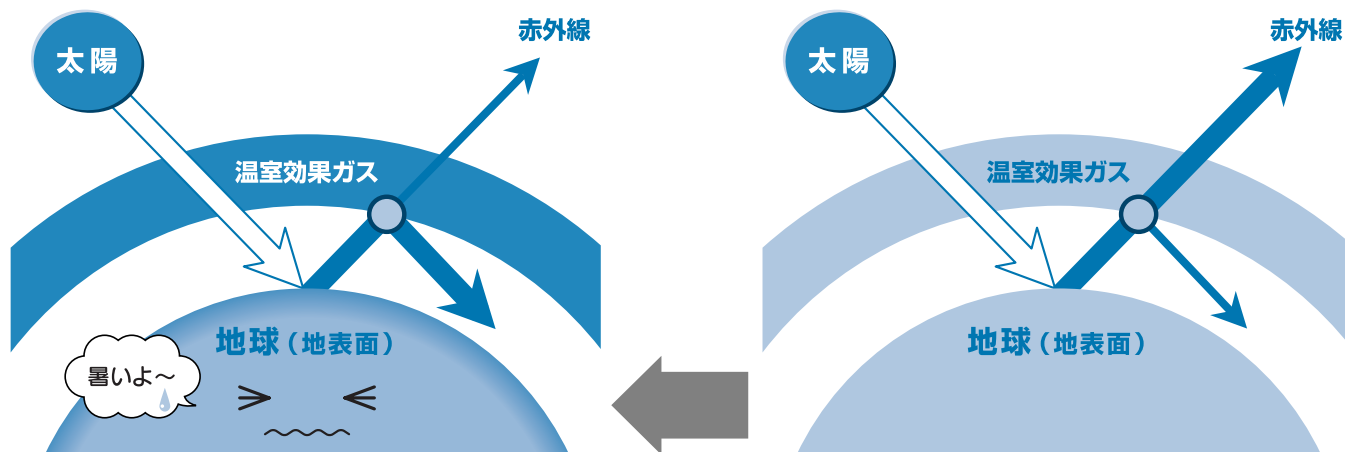 太陽
赤外線
温室効果ガス
地球（地表面）
暑いよ～
太陽
赤外線
温室効果ガス
地球（地表面）